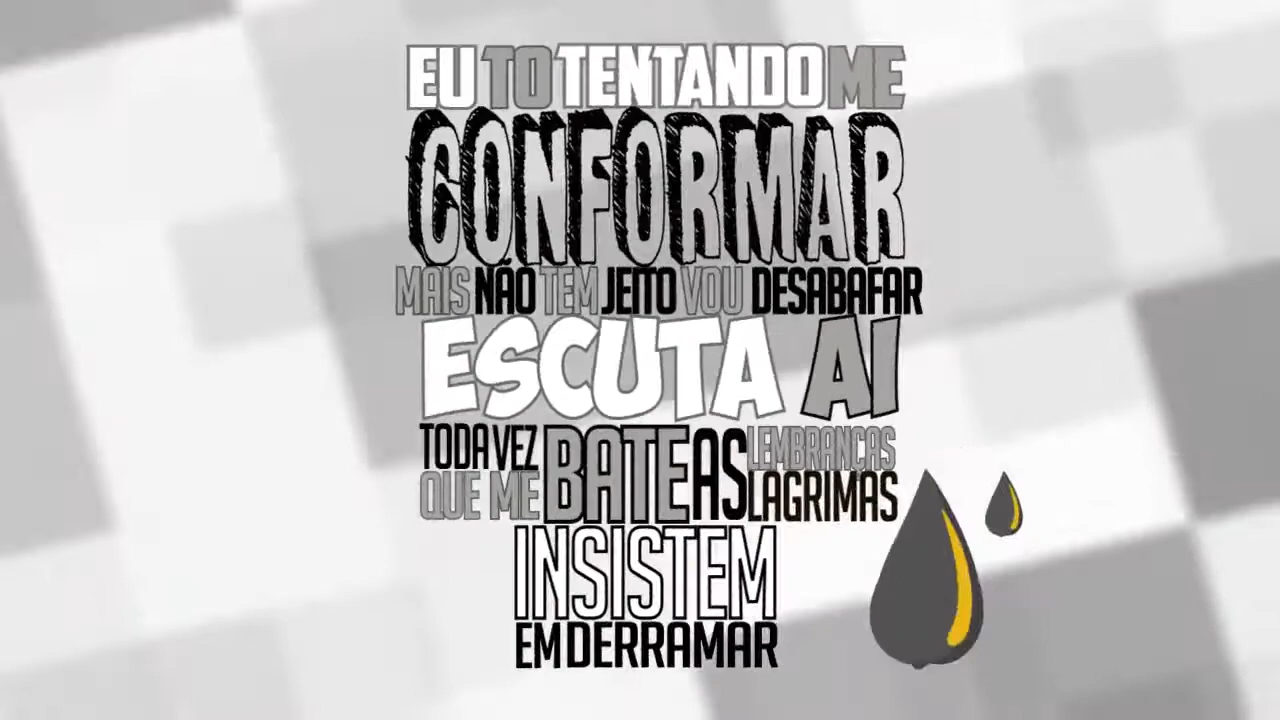 EU TO TENTANDO ME
CONFORMAR
MAIS NÃO TEM JEITO VOU DESABAFAR
ESCUTA AI
TODA VEZ
QUE ME
BATE AS
LEMBRANÇAS
LAGRIMAS
INSISTEM
EM DERRAMAR